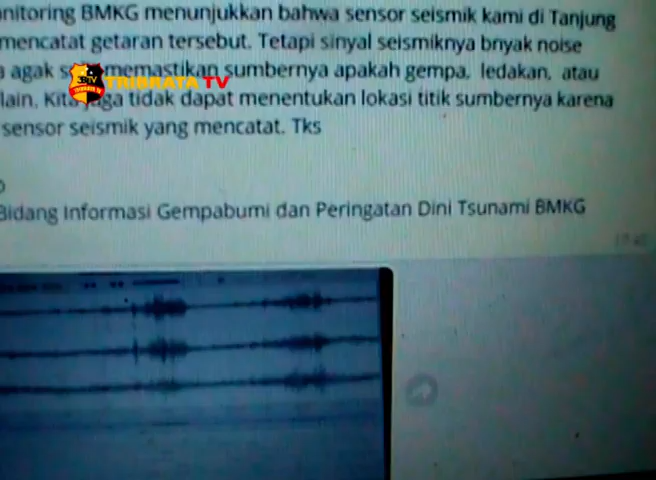 nitoring BMKG menunjukkan bahwa sensor seismik kami di Tanjung
mencatat getaran tersebut. Tetapi sinyal seismiknya bnyak noise
agak memastikan sumbernya apakah gempa, ledakan, atau
TRIBRATA TV
lain. Kita juga tidak dapat menentukan lokasi titik sumbernya karena
sensor seismik yang mencatat. Tks
Bidang Informasi Gempabumi dan Peringatan Dini Tsunami BMKG